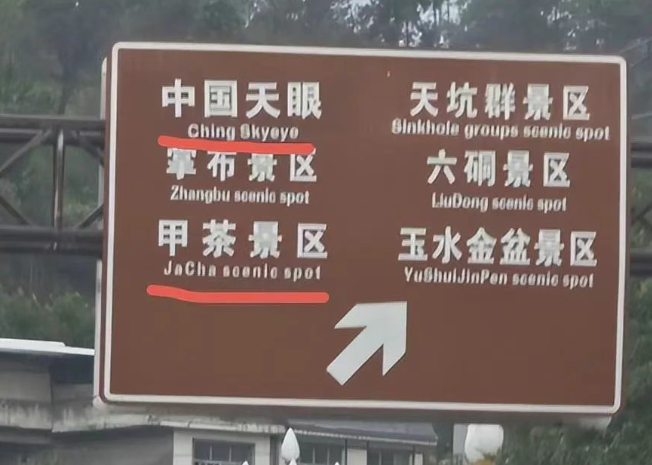 中国天眼
Ching Skyeye
掌布景区
Zhangbu scenic spot
甲茶景区
JaCha scenic spot
天坑群景区
Sinkhole groups scenic spot
六硐景区
LiuDong scenic spot
玉水金盆景区
YuShuiJinPen scenic spot